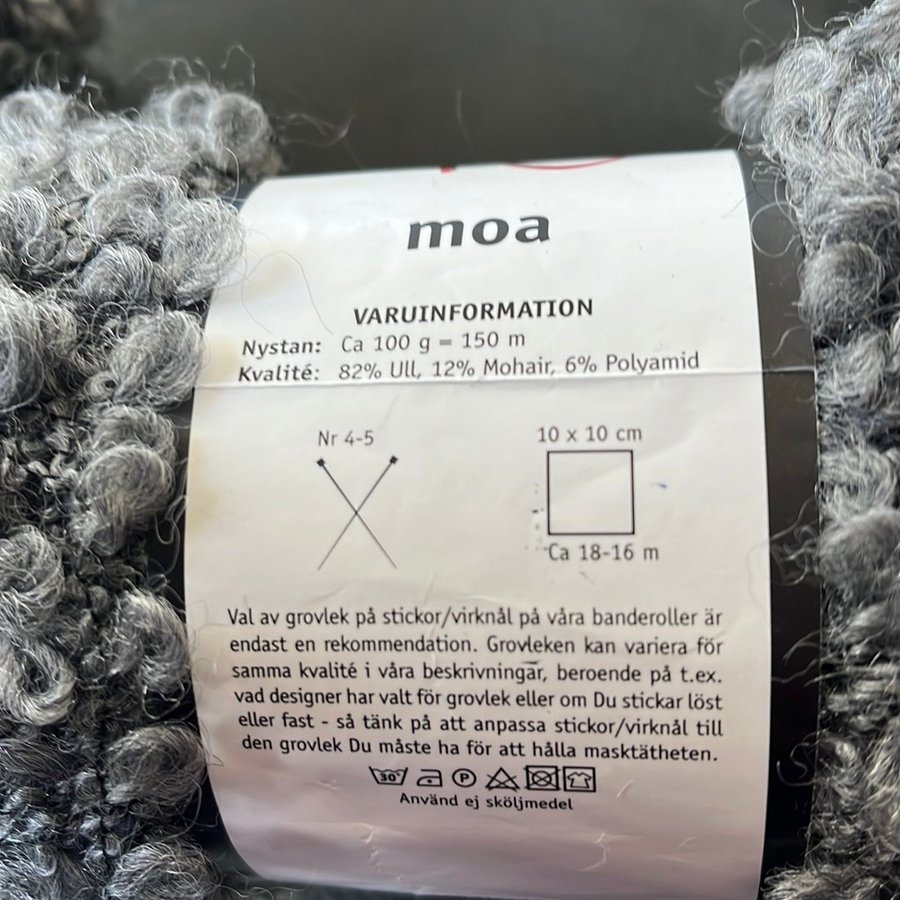 moa
VARUINFORMATION
Nystan: Ca 100 g = 150 m
Kvalité: 82% Ull, 12% Mohair, 6% Polyamid
Nr 4-5
10 x 10 cm
Ca 18-16 m
Val av grovlek på stickor/virknål på våra banderoller är
endast en rekommendation. Grovleken kan variera för
samma kvalité i våra beskrivningar, beroende på t.ex.
vad designer har valt för grovlek eller om Du stickar löst
eller fast - så tänk på att anpassa stickor/virknål till
den grovlek Du måste ha för att hålla masktätheten.
30° P
Använd ej sköljmedel